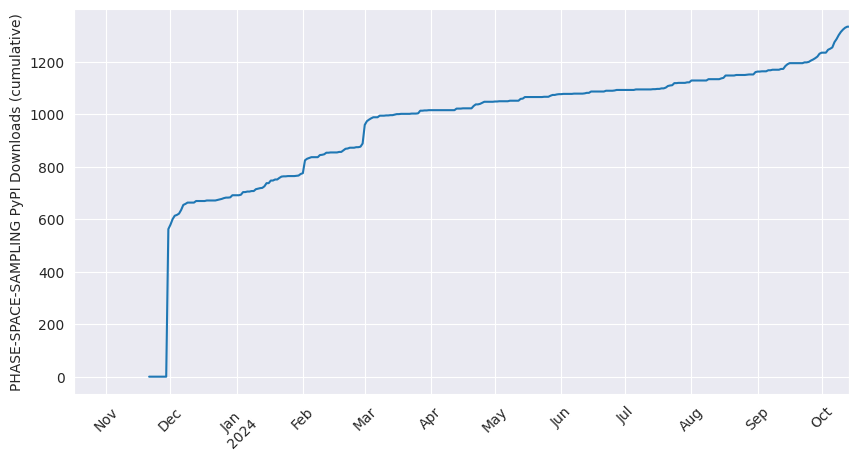 PHASE-SPACE-SAMPLING PyPI Downloads (cumulative)
1200
1000
800
600
400
200
0
Nov
Dec
Jan
2024
Feb
Mar
Apr
May
Jun
Jul
Aug
Sep
Oct